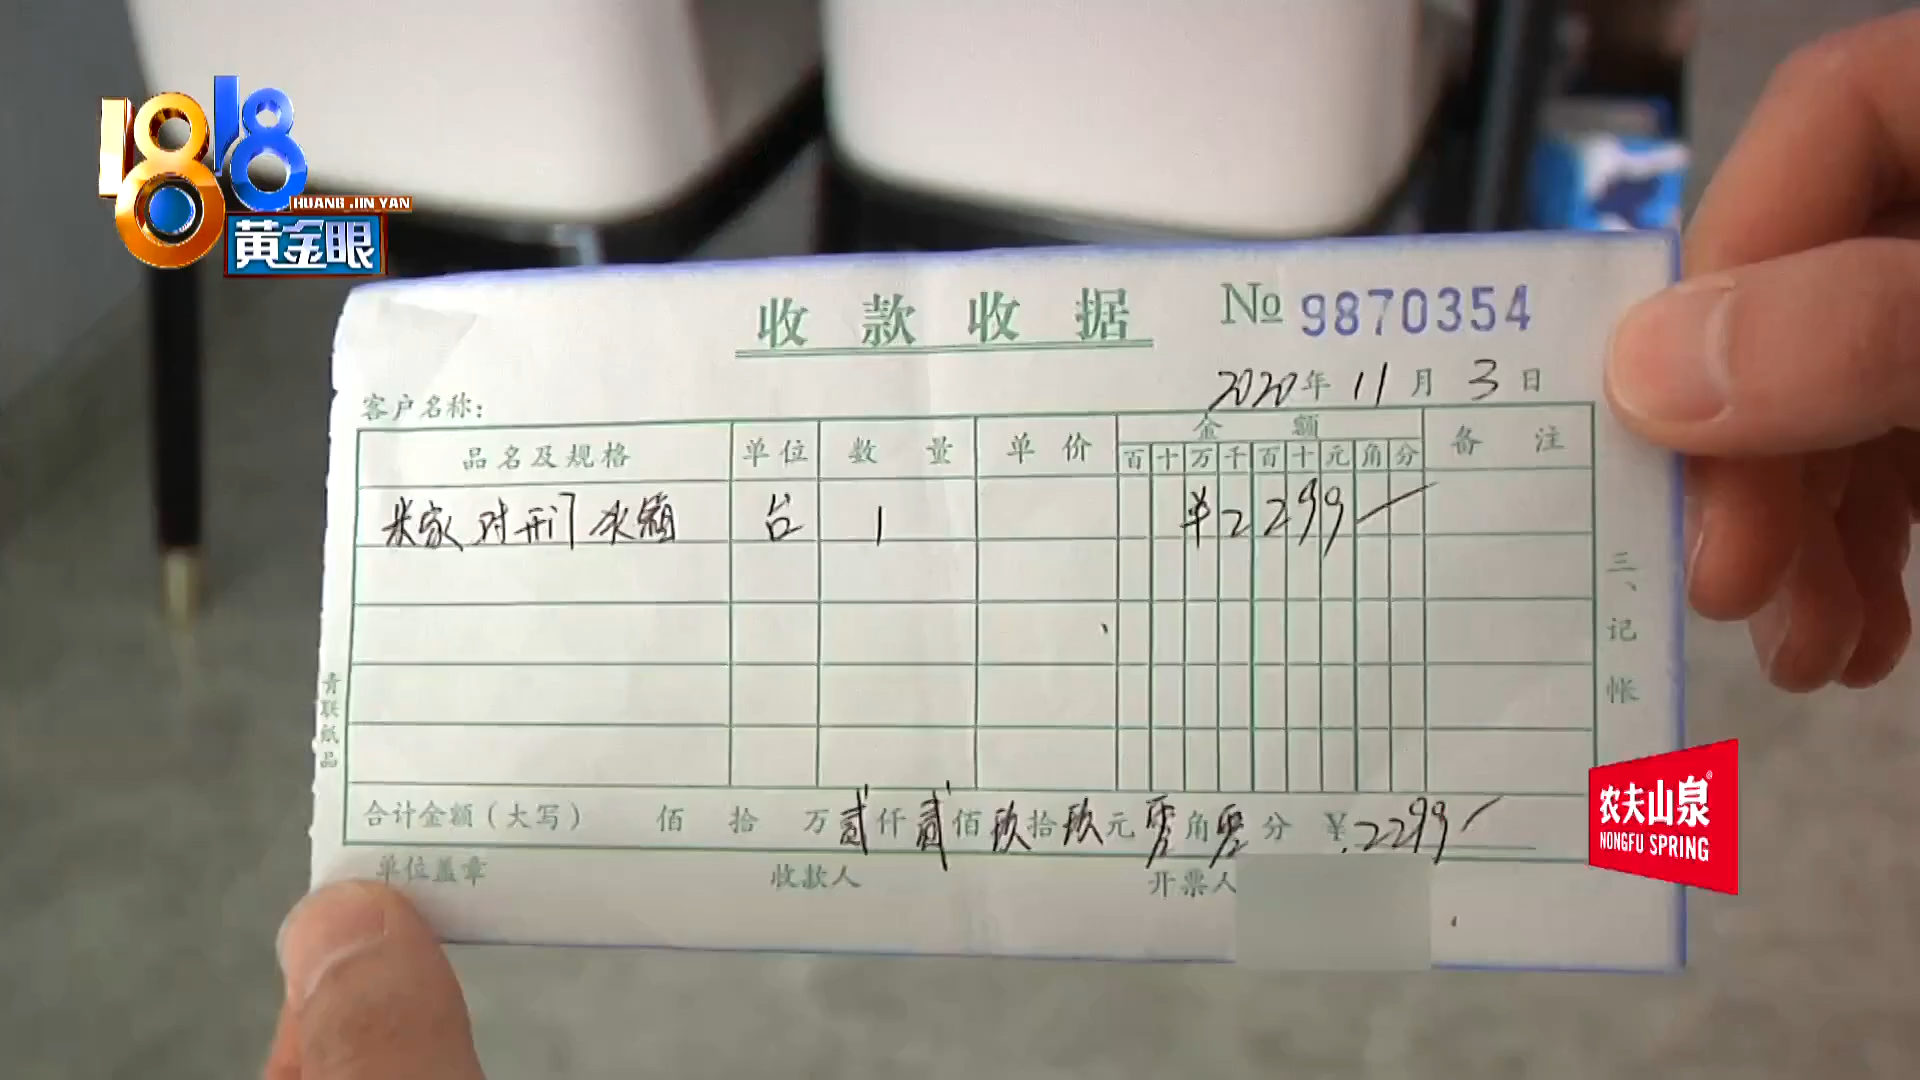 1818
HUANG JIN YAN
黄金眼
收款收据 № 9870354
2020年11月3日
客户名称:
品名及规格 单位 数量 单价 金额 备注
百十万千百十元角分
米家对开门冰箱 台 1 ¥2299
三、记帐
青联纸品
合计金额(大写) 佰 拾 万贰仟贰佰玖拾玖元零角零分 ¥2299
单位盖章 收款人 开票人
农夫山泉®
NONGFU SPRING